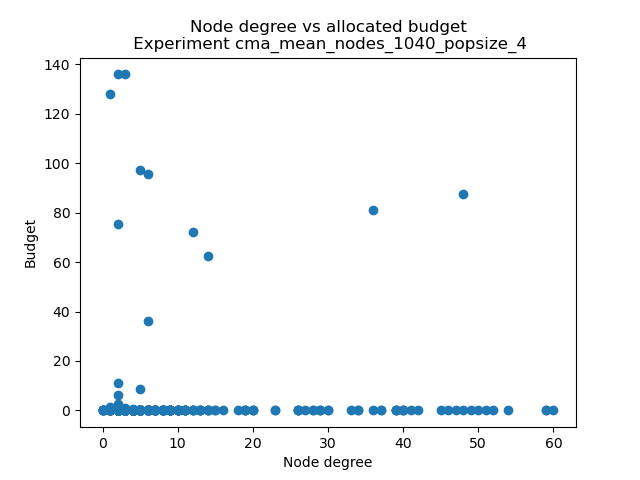 Node degree vs allocated budget
Experiment cma_mean_nodes_1040_popsize_4
140
120
100
80
60
40
20
0
Budget
0 10 20 30 40 50 60
Node degree